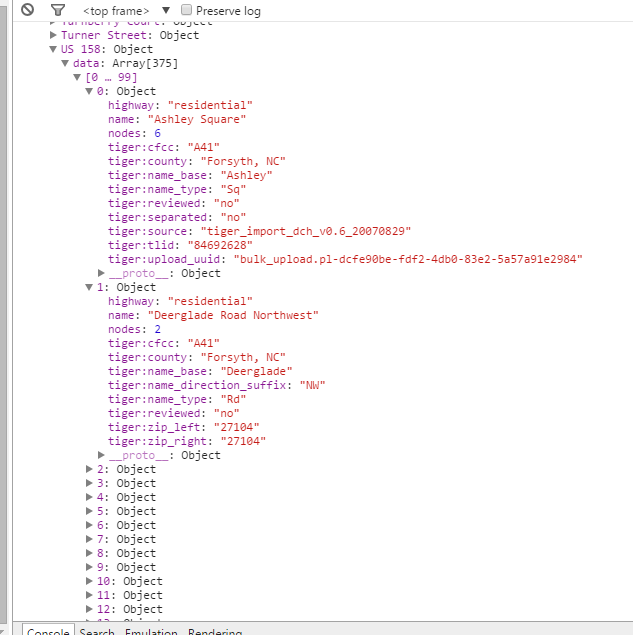 <top frame> Preserve log
Turnberry Court: Object
Turner Street: Object
US 158: Object
data: Array[375]
[0 … 99]
0: Object
highway: "residential"
name: "Ashley Square"
nodes: 6
tiger:cfcc: "A41"
tiger:county: "Forsyth, NC"
tiger:name_base: "Ashley"
tiger:name_type: "Sq"
tiger:reviewed: "no"
tiger:separated: "no"
tiger:source: "tiger_import_dch_v0.6_20070829"
tiger:tlid: "84692628"
tiger:upload_uuid: "bulk_upload.pl-dcfe90be-fdf2-4db0-83e2-5a57a91e2984"
__proto__: Object
1: Object
highway: "residential"
name: "Deerglade Road Northwest"
nodes: 2
tiger:cfcc: "A41"
tiger:county: "Forsyth, NC"
tiger:name_base: "Deerglade"
tiger:name_direction_suffix: "NW"
tiger:name_type: "Rd"
tiger:reviewed: "no"
tiger:zip_left: "27104"
tiger:zip_right: "27104"
__proto__: Object
2: Object
3: Object
4: Object
5: Object
6: Object
7: Object
8: Object
9: Object
10: Object
11: Object
12: Object
13: Object
Console Search Emulation Rendering